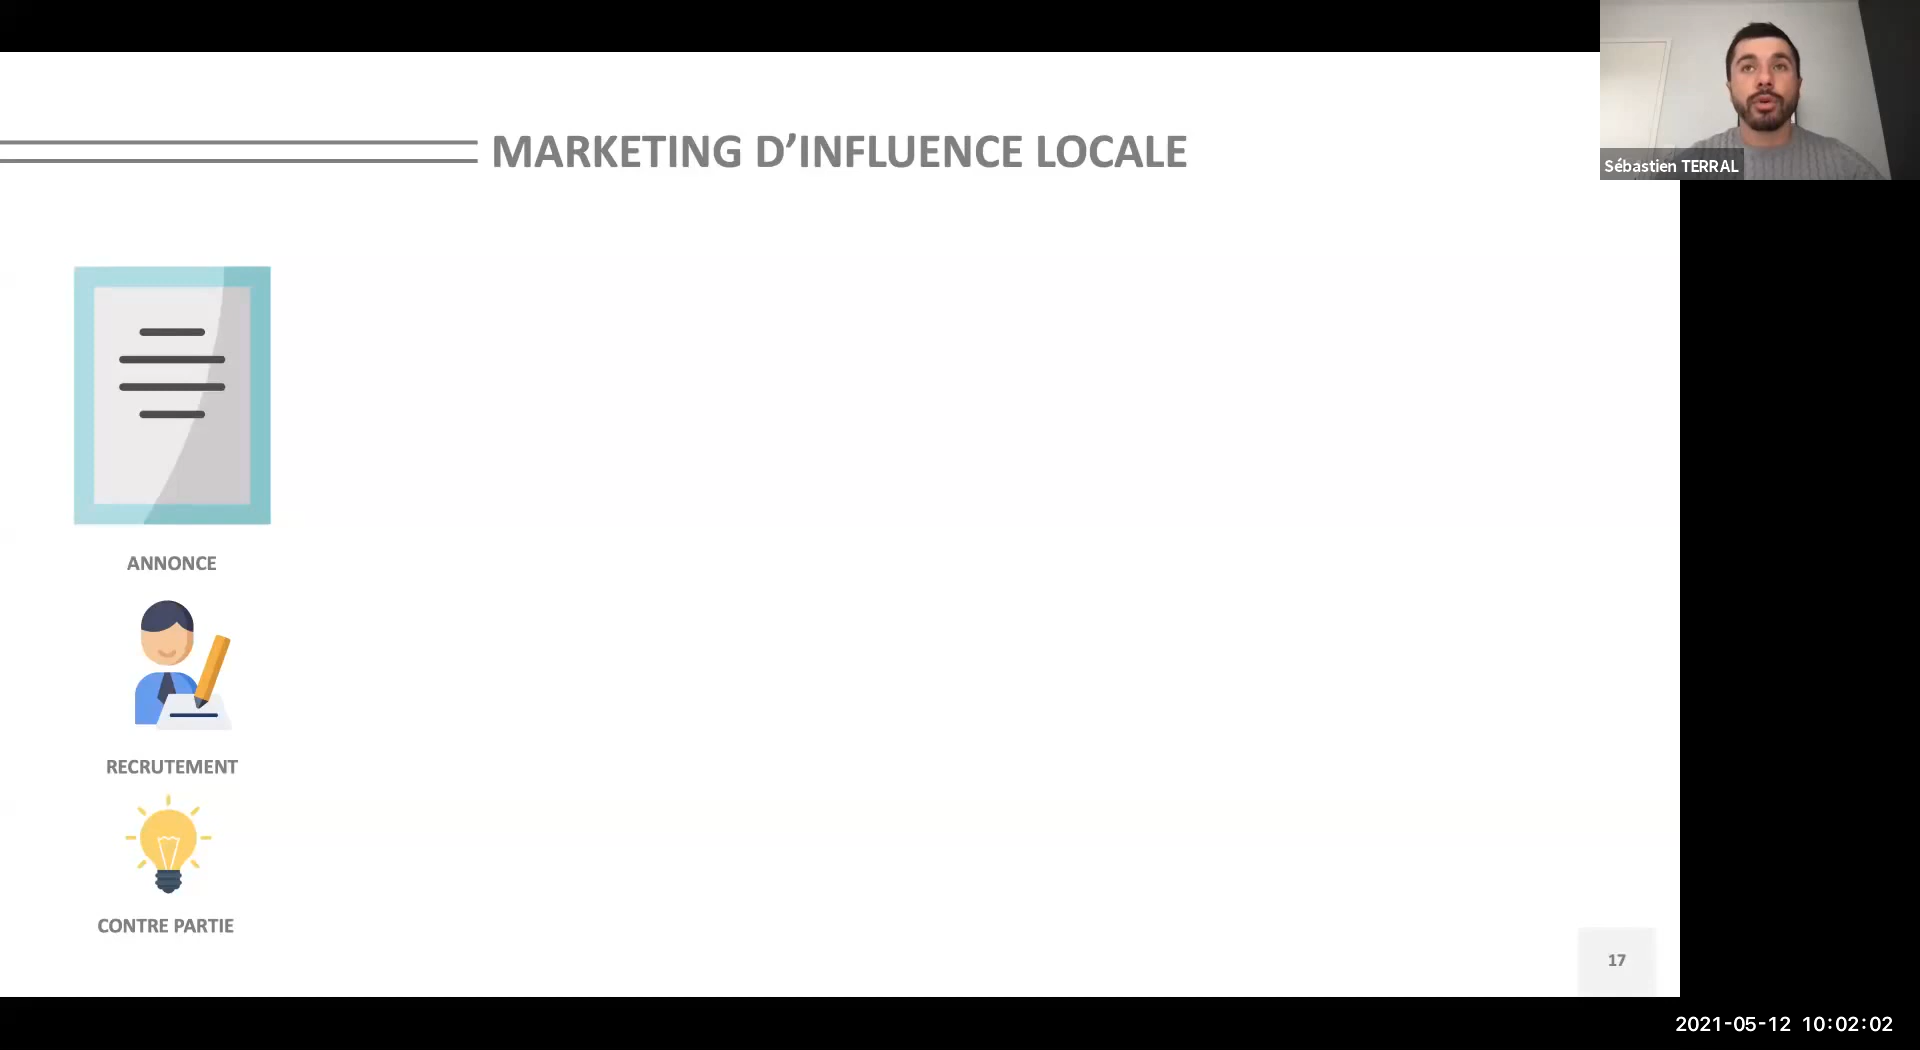 MARKETING D’INFLUENCE LOCALE
Sébastien TERRAL
ANNONCE
RECRUTEMENT
CONTRE PARTIE
17
2021-05-12 10:02:02